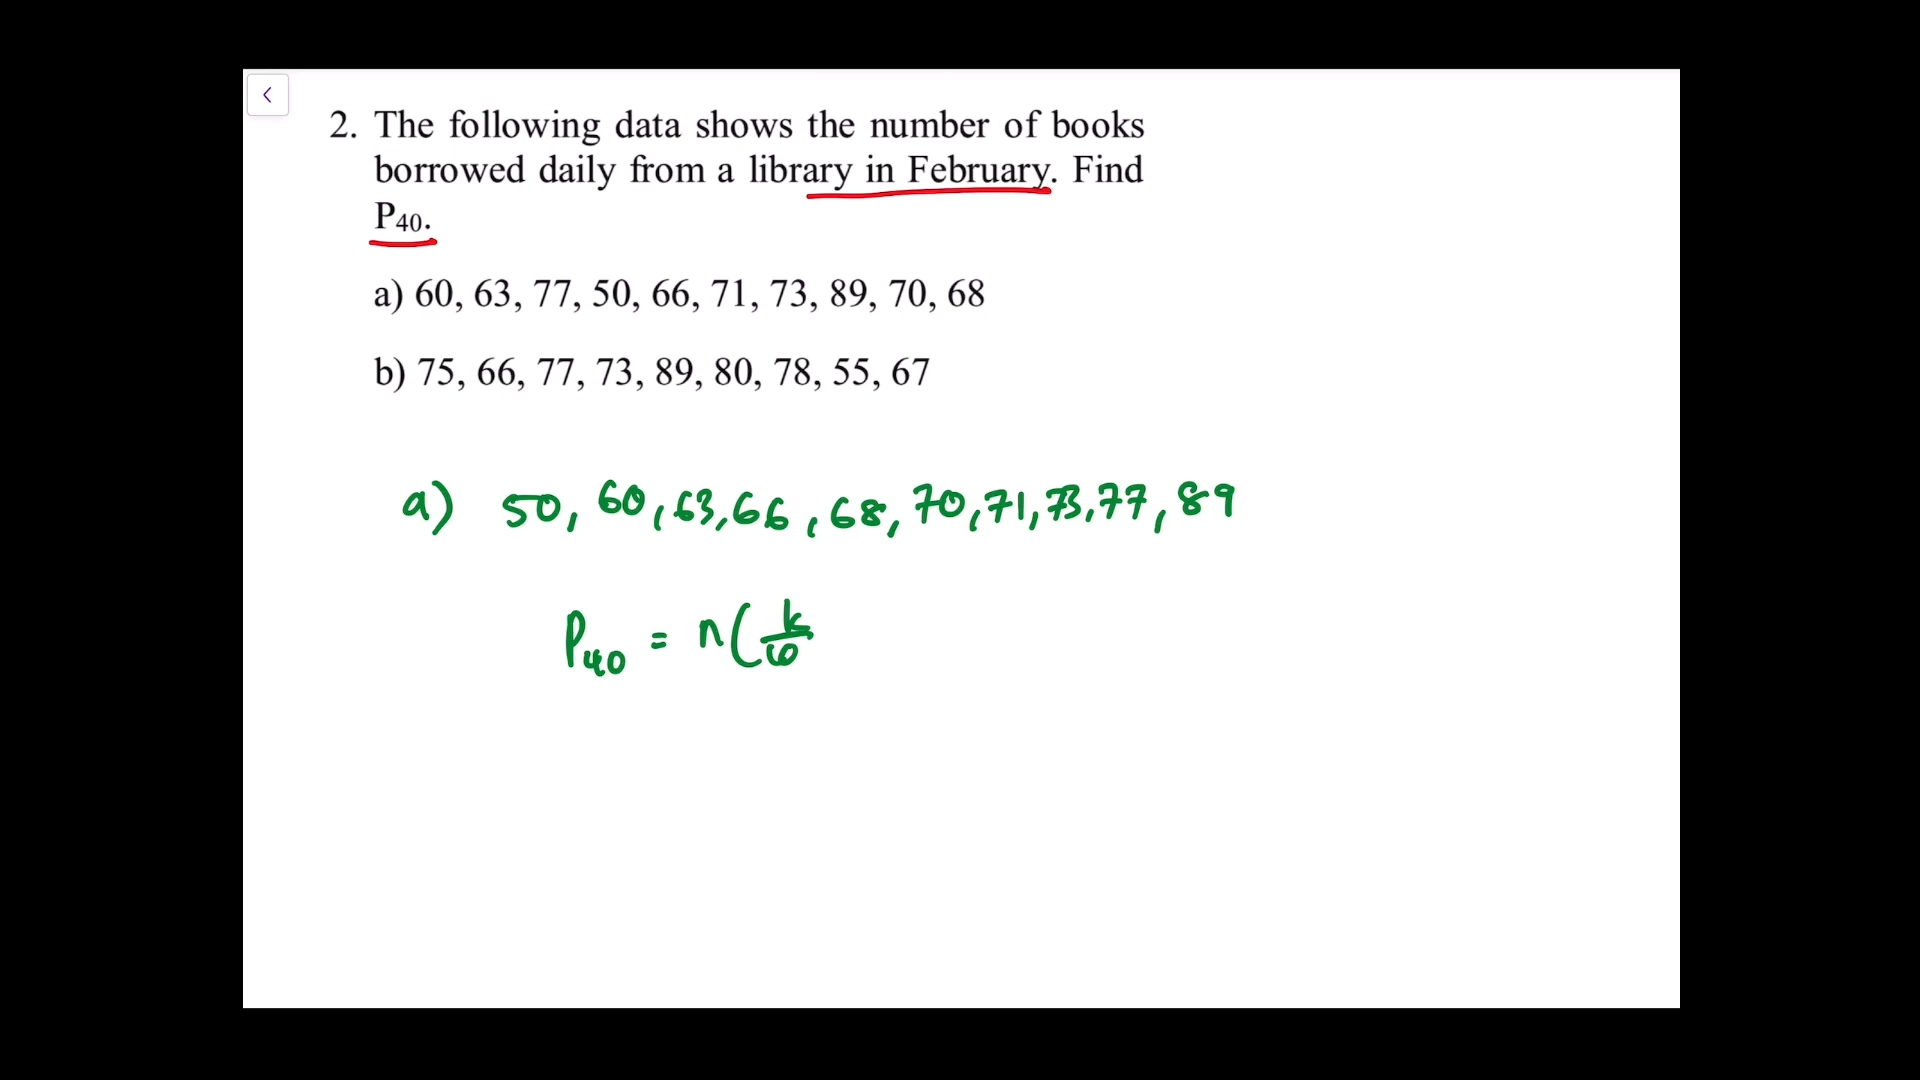 2. The following data shows the number of books
borrowed daily from a library in February. Find
P₄₀.
a) 60, 63, 77, 50, 66, 71, 73, 89, 70, 68
b) 75, 66, 77, 73, 89, 80, 78, 55, 67
a) 50, 60, 63, 66, 68, 70, 71, 73, 77, 89
P₄₀ = n(k/